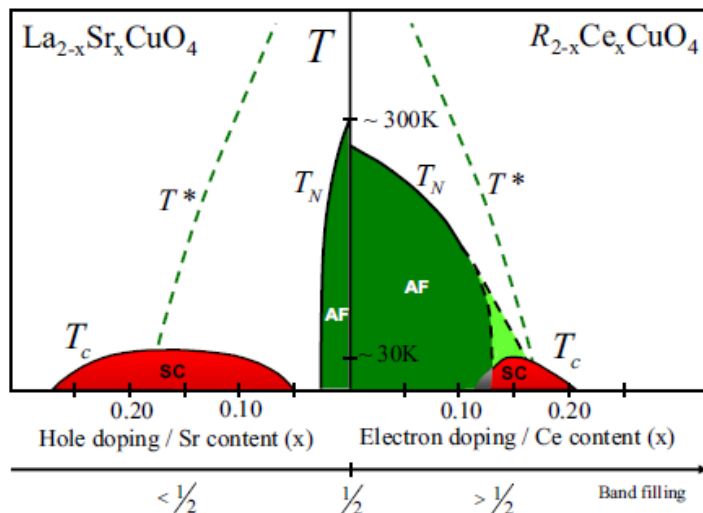 La2-xSrxCuO4
T
R2-xCexCuO4
~ 300K
T*
TN
TN
T*
AF
AF
~30K
Tc
SC
SC
Tc
0.20
0.10
0.10
0.20
Hole doping / Sr content (x)
Electron doping / Ce content (x)
< 1/2
1/2
> 1/2
Band filling